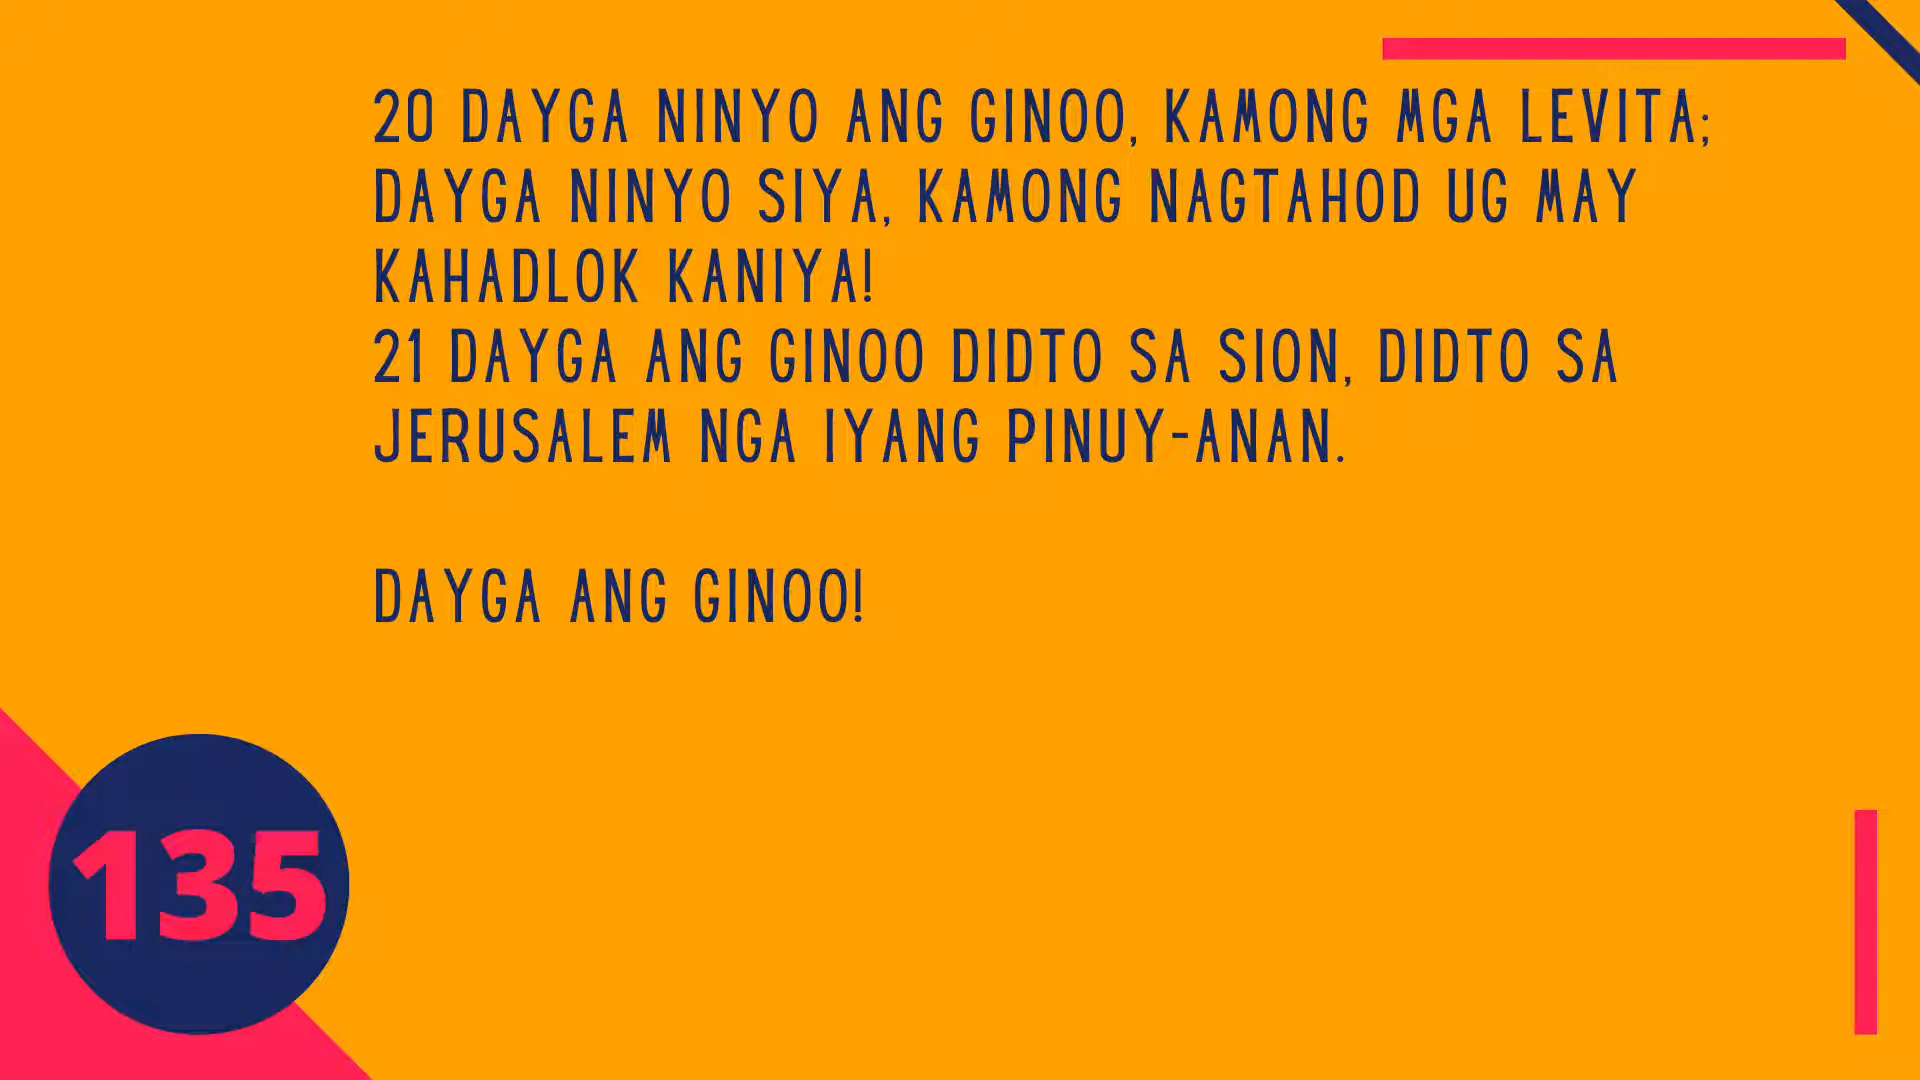 20 DAYGA NINYO ANG GINOO, KAMONG MGA LEVITA;
DAYGA NINYO SIYA, KAMONG NAGTAHOD UG MAY
KAHADLOK KANIYA!
21 DAYGA ANG GINOO DIDTO SA SION, DIDTO SA
JERUSALEM NGA IYANG PINUY-ANAN.
DAYGA ANG GINOO!
135